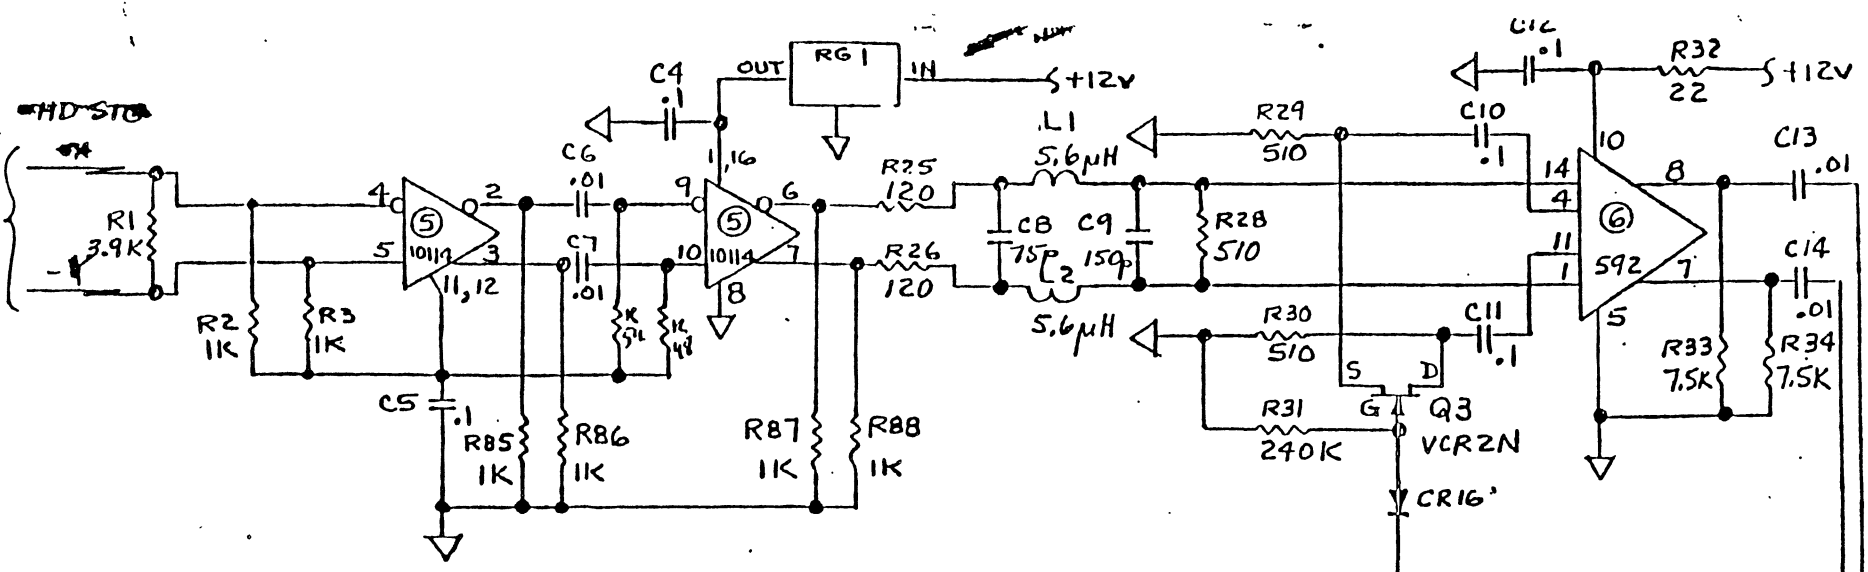 RG 1
OUT
IN
+12V
C4
.1
1,16
R1
3.9K
-
4
5
5
10114
2
3
11,12
R2
1K
R3
1K
C5
.1
C6
.01
C7
.01
9
10
5
10114
6
7
8
R85
1K
R86
1K
R87
1K
R88
1K
R25
120
R26
120
L1
5.6μH
C8
75p
C9
150p
L2
5.6μH
R28
510
R29
510
R30
510
R31
240K
C10
.1
C11
.1
S
D
G
Q3
VCR2N
CR16
C12
.1
R32
22
+12V
10
14
4
11
1
6
592
8
7
5
C13
.01
C14
.01
R33
7.5K
R34
7.5K